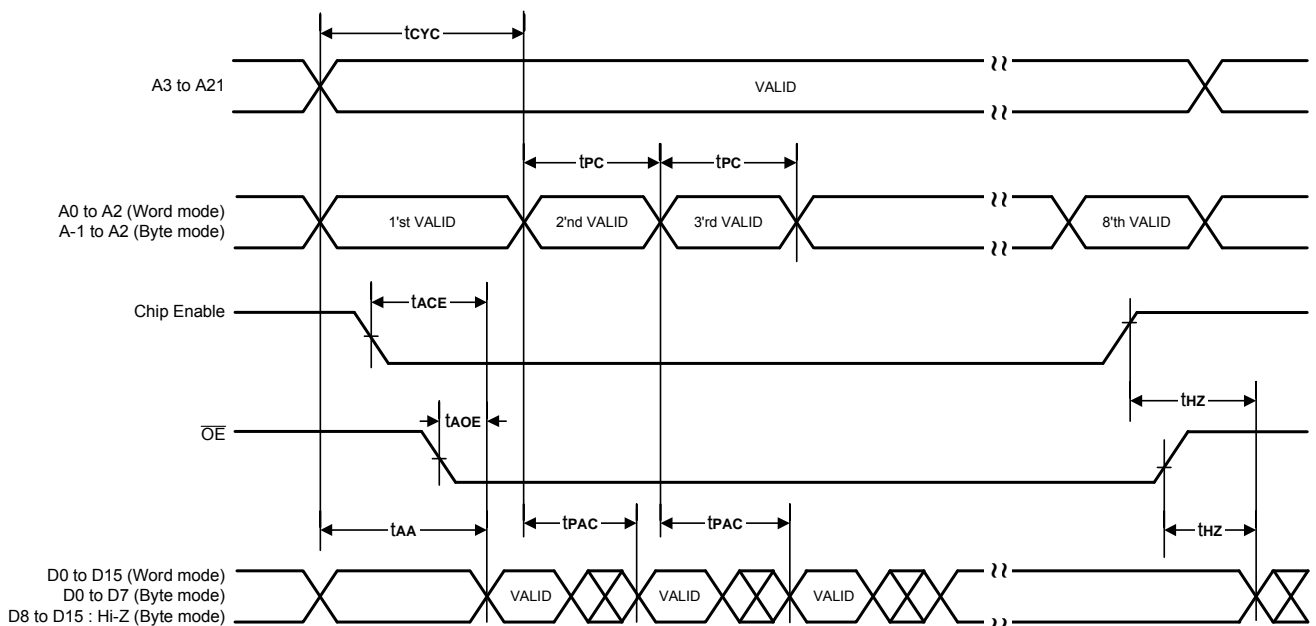 tCYC
A3 to A21
VALID
tPC
tPC
A0 to A2 (Word mode)
A-1 to A2 (Byte mode)
1'st VALID
2'nd VALID
3'rd VALID
8'th VALID
tACE
Chip Enable
tHZ
tAOE
OE
tAA
tPAC
tPAC
tHZ
D0 to D15 (Word mode)
D0 to D7 (Byte mode)
D8 to D15 : Hi-Z (Byte mode)
VALID
VALID
VALID